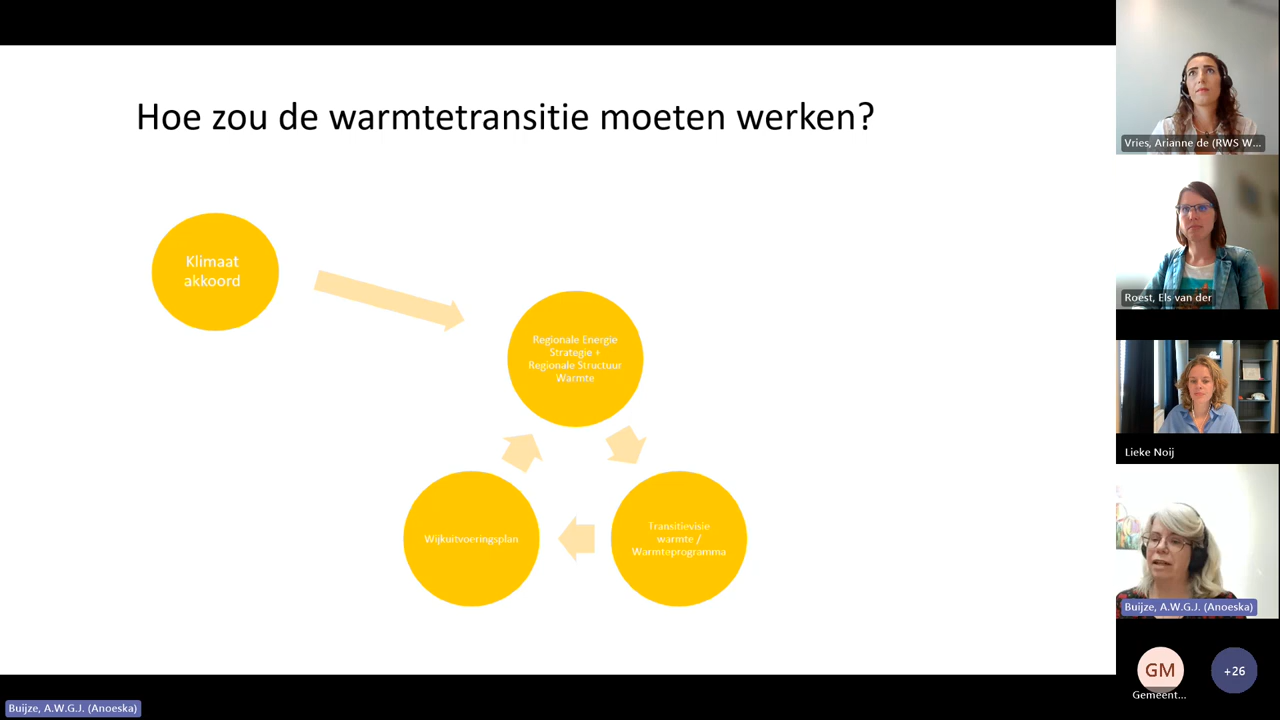 Hoe zou de warmtetransitie moeten werken?
Klimaat
akkoord
Regionale Energie
Strategie +
Regionale Structuur
Warmte
Transitievisie
warmte /
Warmteprogramma
Wijkuitvoeringsplan
Vries, Arianne de (RWS W...
Roest, Els van der
Lieke Noij
Buijze, A.W.G.J. (Anoeska)
GM
Gemeent...
+26
Buijze, A.W.G.J. (Anoeska)